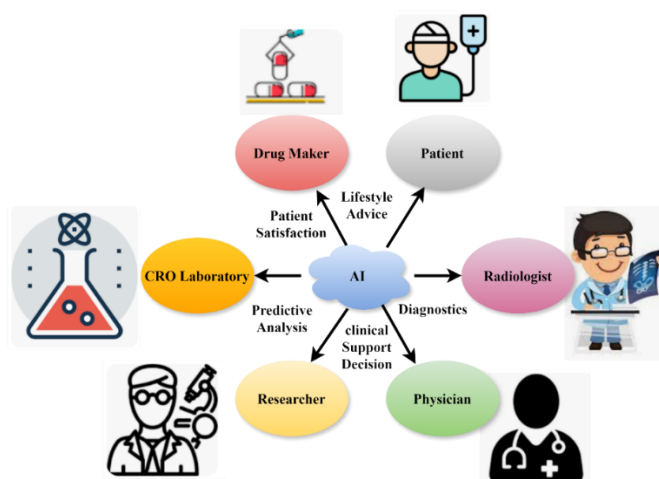 Drug Maker
Patient
Lifestyle
Advice
Patient
Satisfaction
CRO Laboratory
AI
Radiologist
Predictive
Analysis
Diagnostics
clinical
Support
Decision
Researcher
Physician